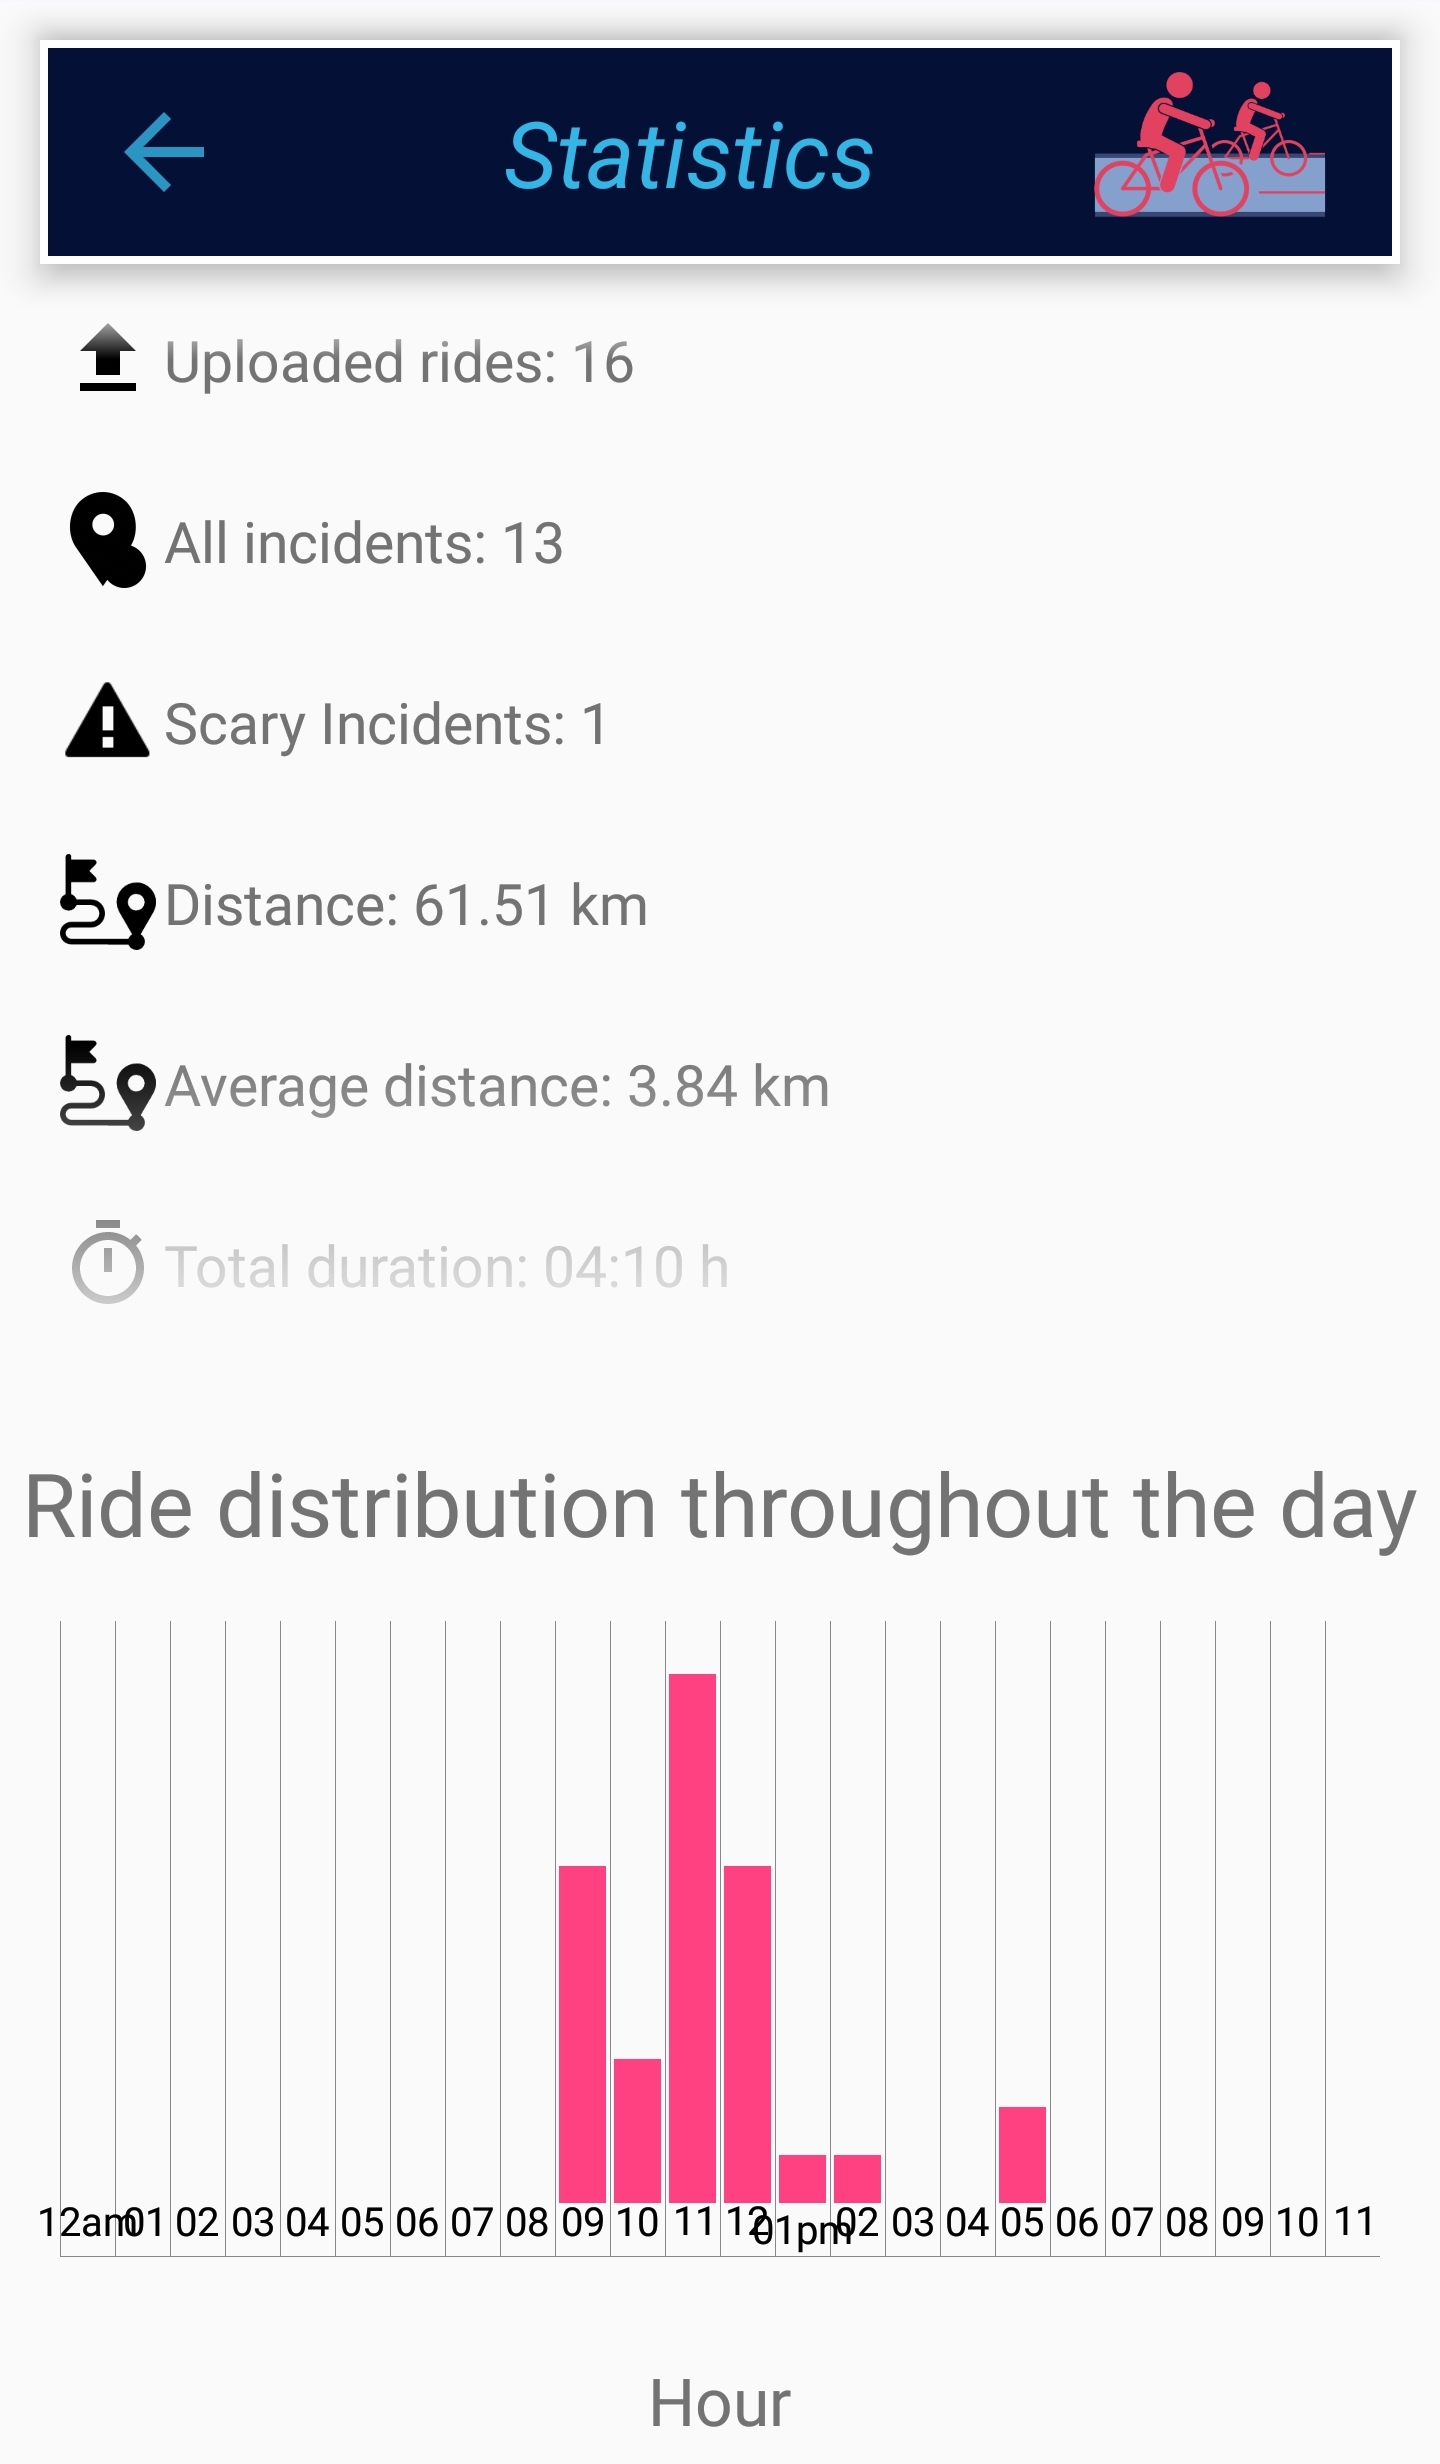 Statistics
Uploaded rides: 16
All incidents: 13
Scary Incidents: 1
Distance: 61.51 km
Average distance: 3.84 km
Total duration: 04:10 h
Ride distribution throughout the day
12am 01 02 03 04 05 06 07 08 09 10 11 12 01pm 02 03 04 05 06 07 08 09 10 11
Hour